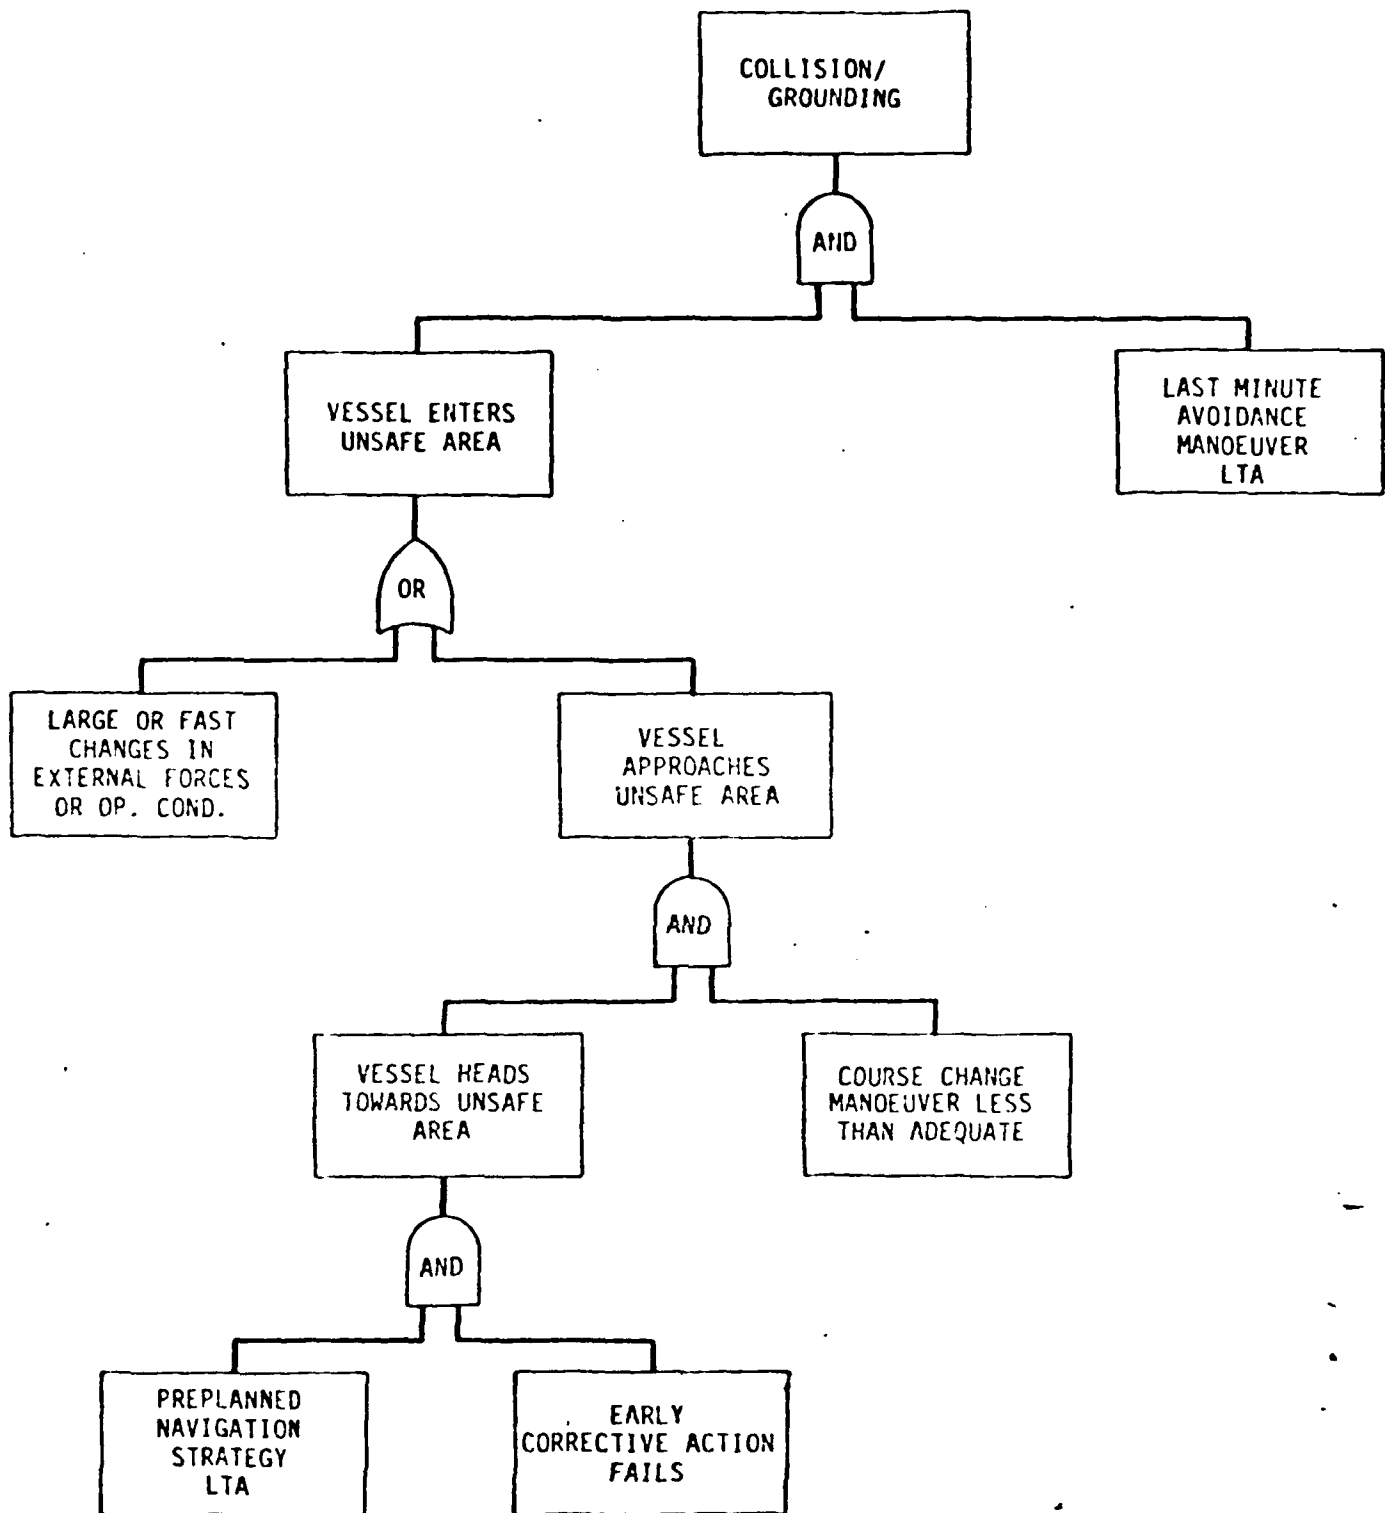 COLLISION/
GROUNDING
AND
VESSEL ENTERS
UNSAFE AREA
LAST MINUTE
AVOIDANCE
MANOEUVER
LTA
OR
LARGE OR FAST
CHANGES IN
EXTERNAL FORCES
OR OP. COND.
VESSEL
APPROACHES
UNSAFE AREA
AND
VESSEL HEADS
TOWARDS UNSAFE
AREA
COURSE CHANGE
MANOEUVER LESS
THAN ADEQUATE
AND
PREPLANNED
NAVIGATION
STRATEGY
LTA
EARLY
CORRECTIVE ACTION
FAILS